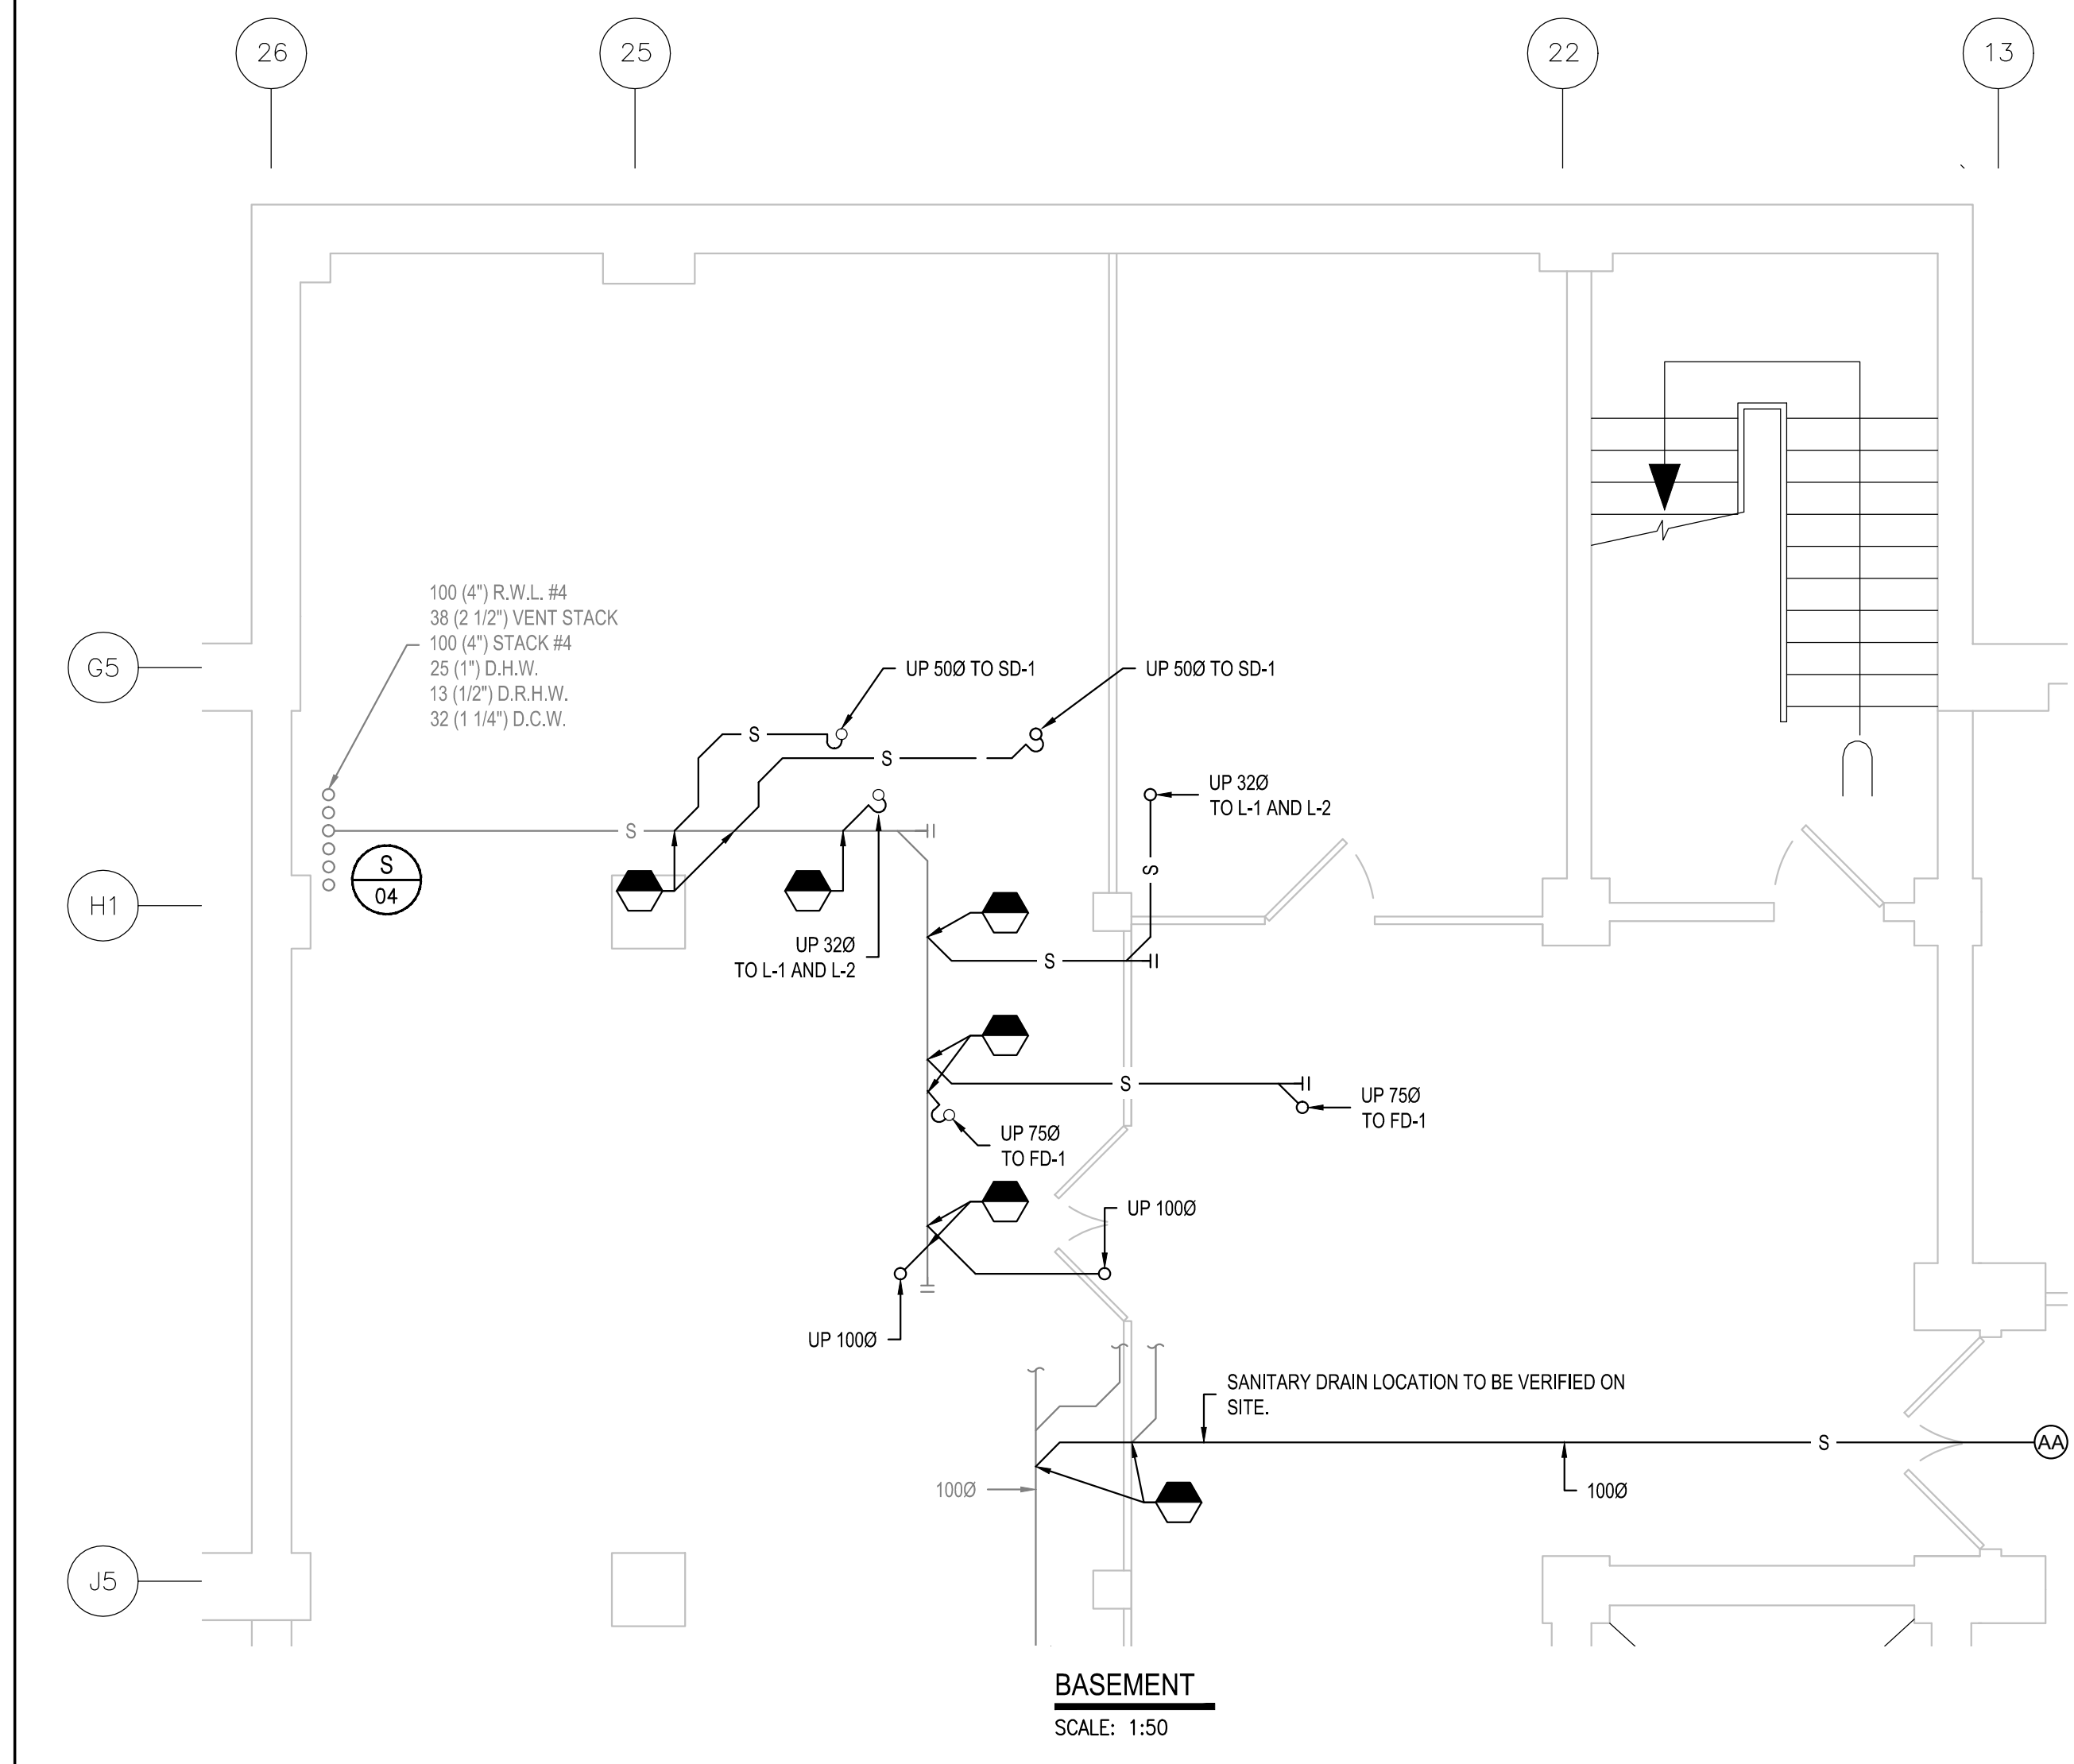 26
25
22
13
100 (4") R.W.L. #4
38 (2 1/2") VENT STACK
100 (4") STACK #4
25 (1") D.H.W.
13 (1/2") D.R.H.W.
32 (1 1/4") D.C.W.
G5
UP 50Ø TO SD-1
UP 50Ø TO SD-1
S
S
UP 32Ø
TO L-1 AND L-2
S
S
S
04
H1
UP 32Ø
TO L-1 AND L-2
S
S
UP 75Ø
TO FD-1
UP 75Ø
TO FD-1
UP 100Ø
UP 100Ø
SANITARY DRAIN LOCATION TO BE VERIFIED ON
SITE.
S
AA
100Ø
100Ø
J5
BASEMENT
SCALE: 1:50